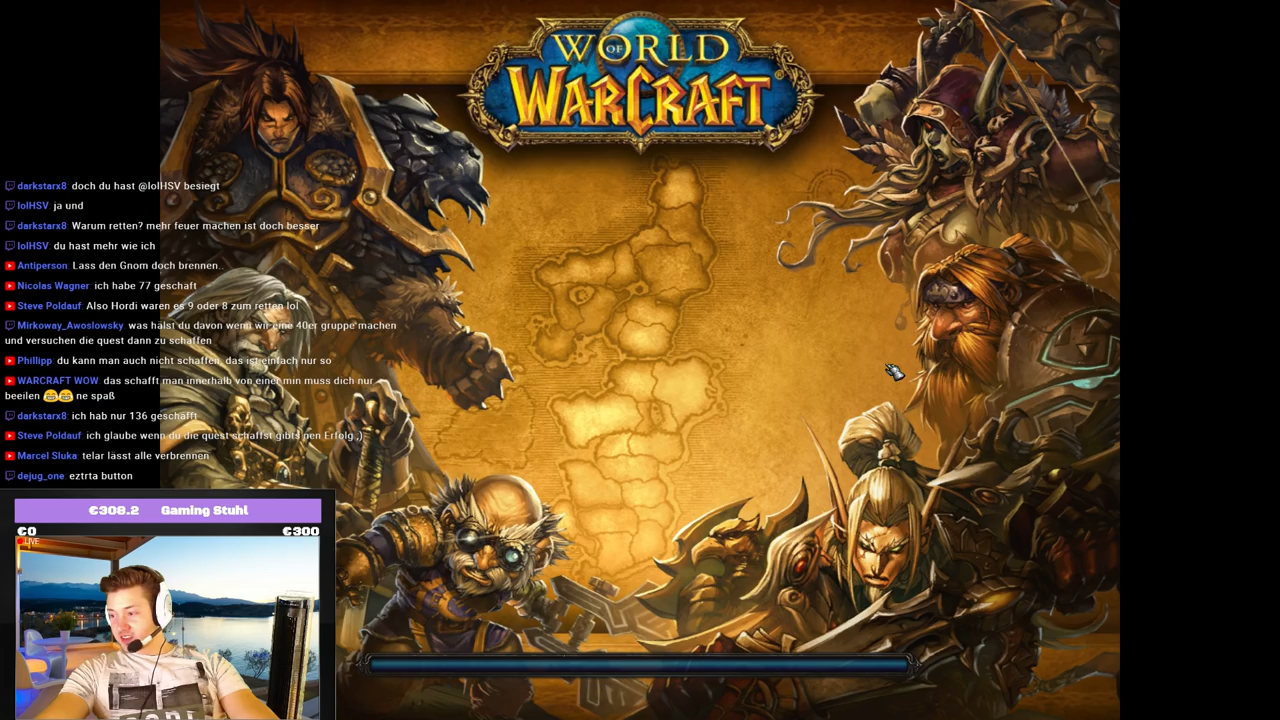 WORLD
OF
WARCRAFT®
darkstarx8: doch du hast @lolHSV besiegt
lolHSV: ja und
darkstarx8: Warum retten? mehr feuer machen ist doch besser
lolHSV: du hast mehr wie ich
Antiperson: Lass den Gnom doch brennen..
Nicolas Wagner: ich habe 77 geschaft
Steve Poldauf: Also Hordi waren es 9 oder 8 zum retten lol
Mirkoway_Awoslowsky: was hälst du davon wenn wir eine 40er gruppe machen
und versuchen die quest dann zu schaffen
Phillipp: du kann man auch nicht schaffen. das ist einfach nur so
WARCRAFT WOW: das schafft man innerhalb von einer min muss dich nur
beeilen 😂😂 ne spaß
darkstarx8: ich hab nur 136 geschafft
Steve Poldauf: ich glaube wenn du die quest schaffst gibts nen Erfolg ;)
Marcel Sluka: telar lässt alle verbrennen
dejug_one: eztrta button
€308.2 Gaming Stuhl
€0 €300
LIVE